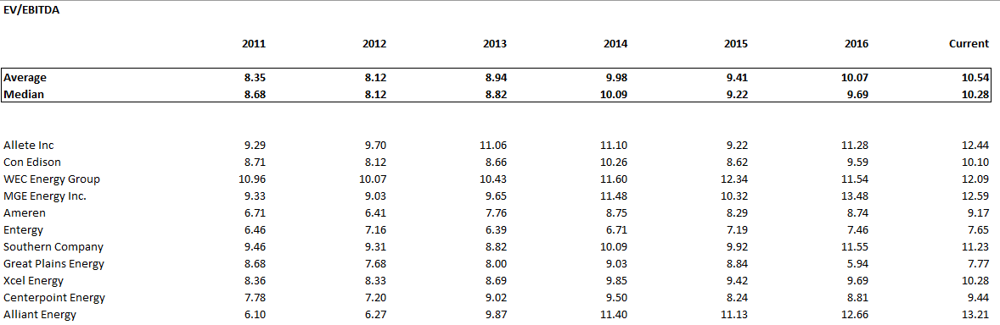 EV/EBITDA
2011 2012 2013 2014 2015 2016 Current
Average 8.35 8.12 8.94 9.98 9.41 10.07 10.54
Median 8.68 8.12 8.82 10.09 9.22 9.69 10.28
Allete Inc 9.29 9.70 11.06 11.10 9.22 11.28 12.44
Con Edison 8.71 8.12 8.66 10.26 8.62 9.59 10.10
WEC Energy Group 10.96 10.07 10.43 11.60 12.34 11.54 12.09
MGE Energy Inc. 9.33 9.03 9.65 11.48 10.32 13.48 12.59
Ameren 6.71 6.41 7.76 8.75 8.29 8.74 9.17
Entergy 6.46 7.16 6.39 6.71 7.19 7.46 7.65
Southern Company 9.46 9.31 8.82 10.09 9.92 11.55 11.23
Great Plains Energy 8.68 7.68 8.00 9.03 8.84 5.94 7.77
Xcel Energy 8.36 8.33 8.69 9.85 9.42 9.69 10.28
Centerpoint Energy 7.78 7.20 9.02 9.50 8.24 8.81 9.44
Alliant Energy 6.10 6.27 9.87 11.40 11.13 12.66 13.21